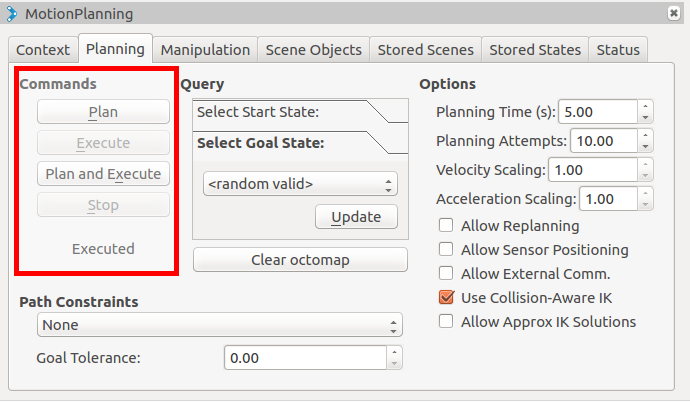 MotionPlanning
Context Planning Manipulation Scene Objects Stored Scenes Stored States Status
Commands
Plan
Execute
Plan and Execute
Stop
Executed
Query
Select Start State:
Select Goal State:
<random valid>
Update
Clear octomap
Options
Planning Time (s): 5.00
Planning Attempts: 10.00
Velocity Scaling: 1.00
Acceleration Scaling: 1.00
Allow Replanning
Allow Sensor Positioning
Allow External Comm.
Use Collision-Aware IK
Allow Approx IK Solutions
Path Constraints
None
Goal Tolerance: 0.00